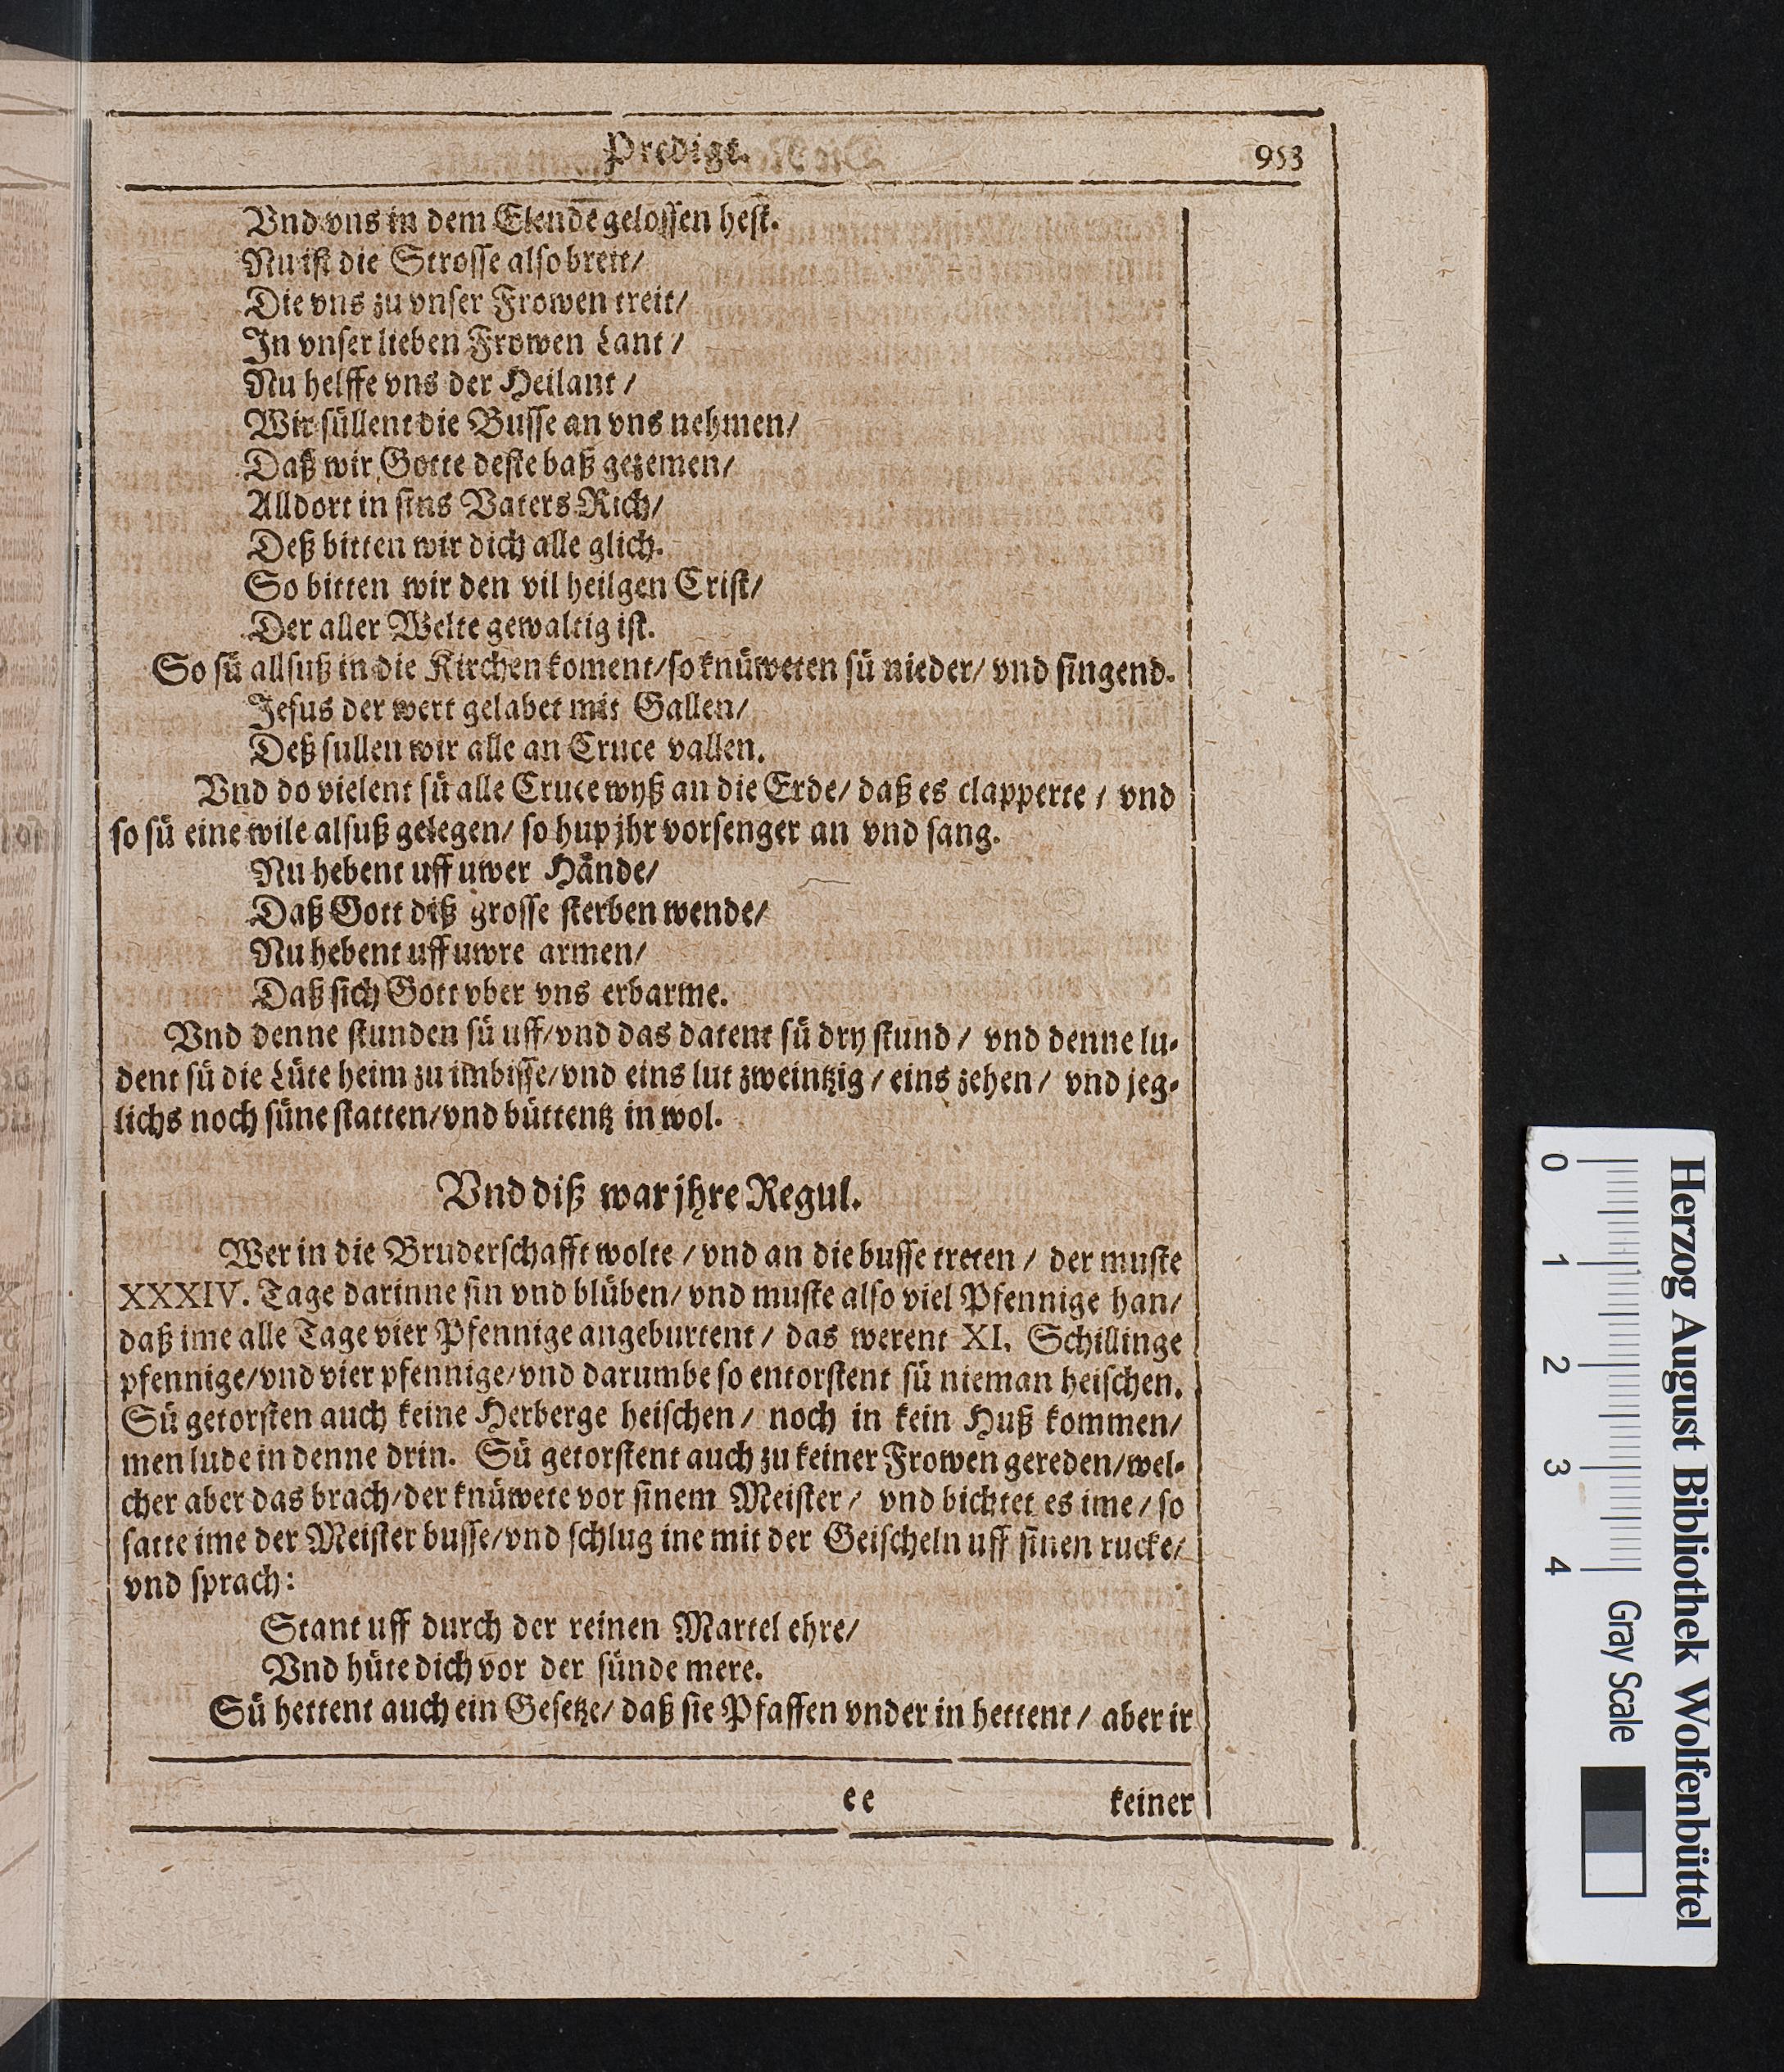 Predigt. 953
Vnd vns in dem Elende gelossen hest.
Nu ist die Strosse also breit/
Die vns zu vnser Frowen treit/
In vnser lieben Frowen Lant /
Nu helffe vns der Heilant /
Wir süllent die Busse an vns nehmen/
Daß wir Gotte deste baß gezemen/
Alldort in sins Vaters Rich/
Deß bitten wir dich alle glich.
So bitten wir den vil heilgen Crist/
Der aller Welte gewaltig ist.
So sü allsuß in die Kirchen koment/so knüweten sü nieder/ vnd singend.
Jesus der wert gelabet mit Gallen/
Deß sullen wir alle an Cruce vallen.
Vnd do vielent sü alle Cruce wyß an die Erde/ daß es clapperte / vnd
so sü eine wile alsuß gelegen/ so hup jhr vorsenger an vnd sang.
Nu hebent uff uwer Hände/
Daß Gott diß grosse sterben wende/
Nu hebent uff uwre armen/
Daß sich Gott vber vns erbarme.
Vnd denne stunden sü uff/vnd das datent sü dry stund / vnd denne lu-
dent sü die Lüte heim zu imbisse/vnd eins lut zweintzig / eins zehen / vnd jeg-
lichs noch süne statten/vnd büttentz in wol.
Vnd diß war jhre Regul.
Wer in die Bruderschafft wolte / vnd an die busse tretten / der muste
XXXIV. Tage darinne sin vnd blüben/ vnd muste also viel Pfennige han/
daß ime alle Tage vier Pfennige angeburtent / das werent XI. Schillinge
pfennige/vnd vier pfennige/vnd darumbe so entorstent sü nieman heischen.
Sü getorsten auch keine Herberge heischen / noch in kein Huß kommen/
men lude in denne drin. Sü getorstent auch zu keiner Frowen gereden/wel-
cher aber das brach/der knüwete vor sinem Meister / vnd bichtet es ime / so
satte ime der Meister busse/vnd schlug ine mit der Geischeln uff sinen rucke/
vnd sprach:
Stant uff durch der reinen Martel ehre/
Vnd hüte dich vor der sünde mere.
Sü hettent auch ein Gesetze/ daß sie Pfaffen vnder in hettent / aber ir
ee keiner
Herzog August Bibliothek Wolfenbüttel
0 1 2 3 4 Gray Scale